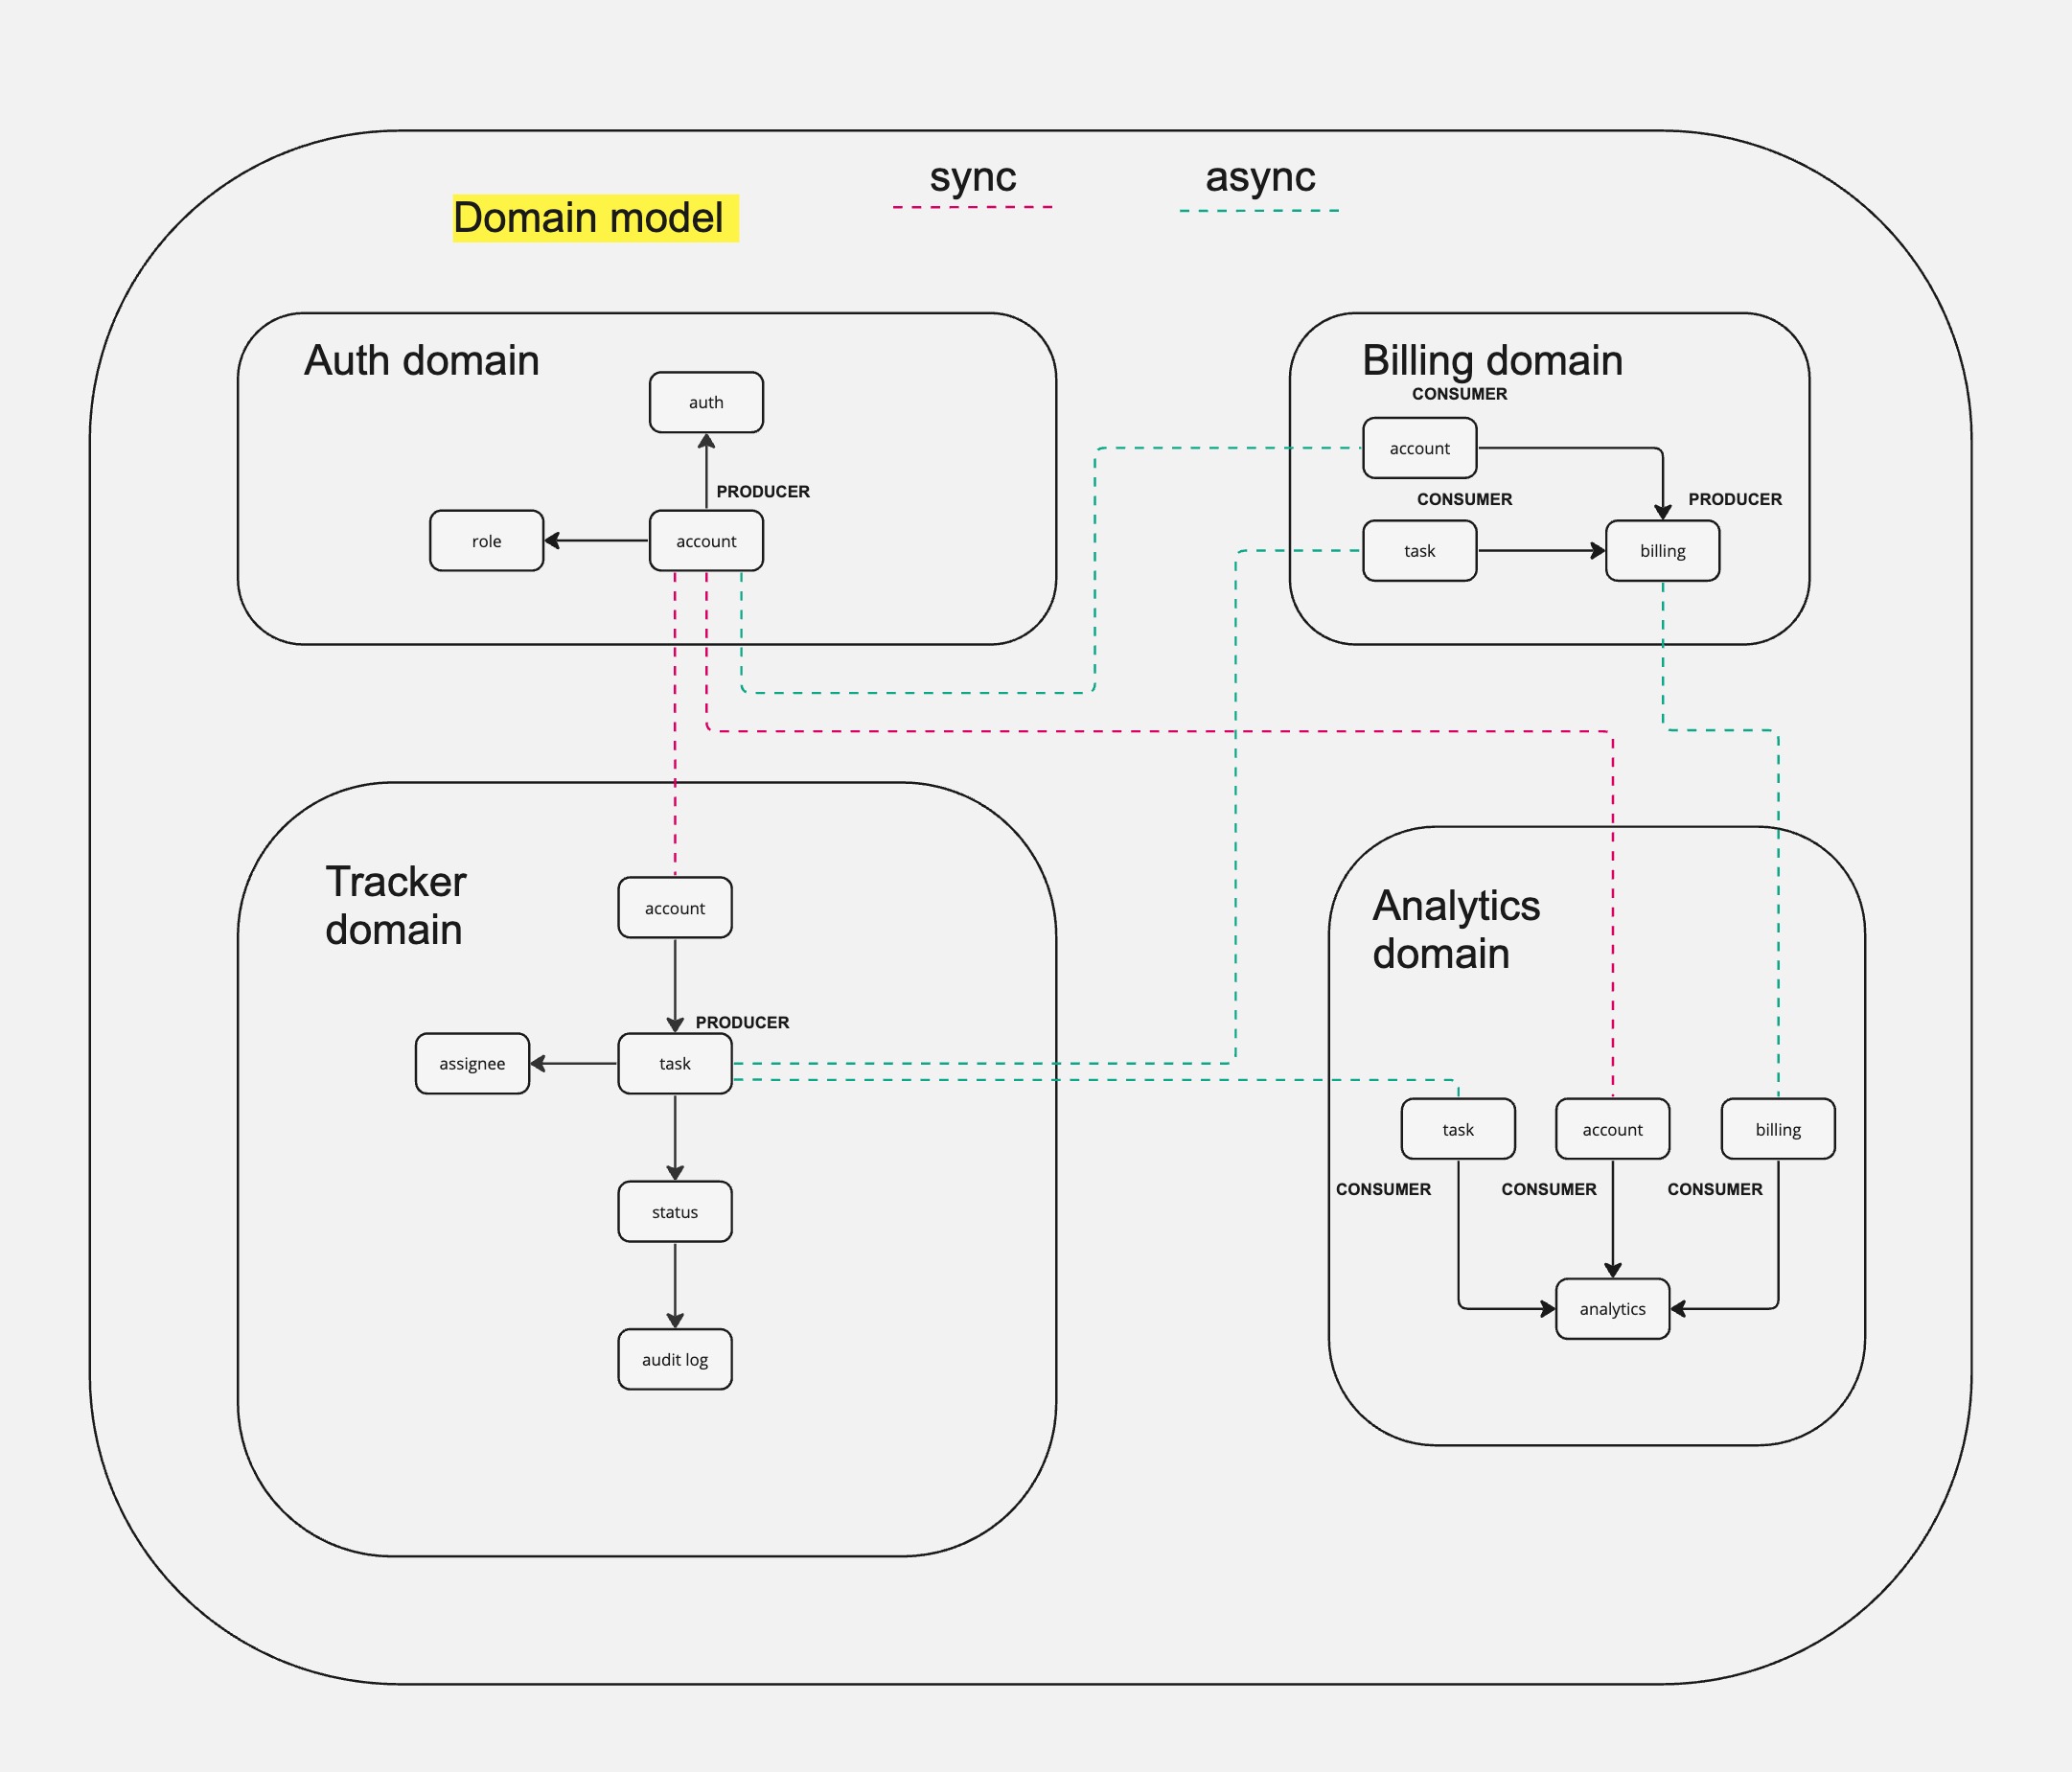 sync
async
Domain model
Auth domain
auth
PRODUCER
role
account
Billing domain
CONSUMER
account
CONSUMER
PRODUCER
task
billing
Tracker
domain
account
PRODUCER
assignee
task
status
audit log
Analytics
domain
task
account
billing
CONSUMER
CONSUMER
CONSUMER
analytics